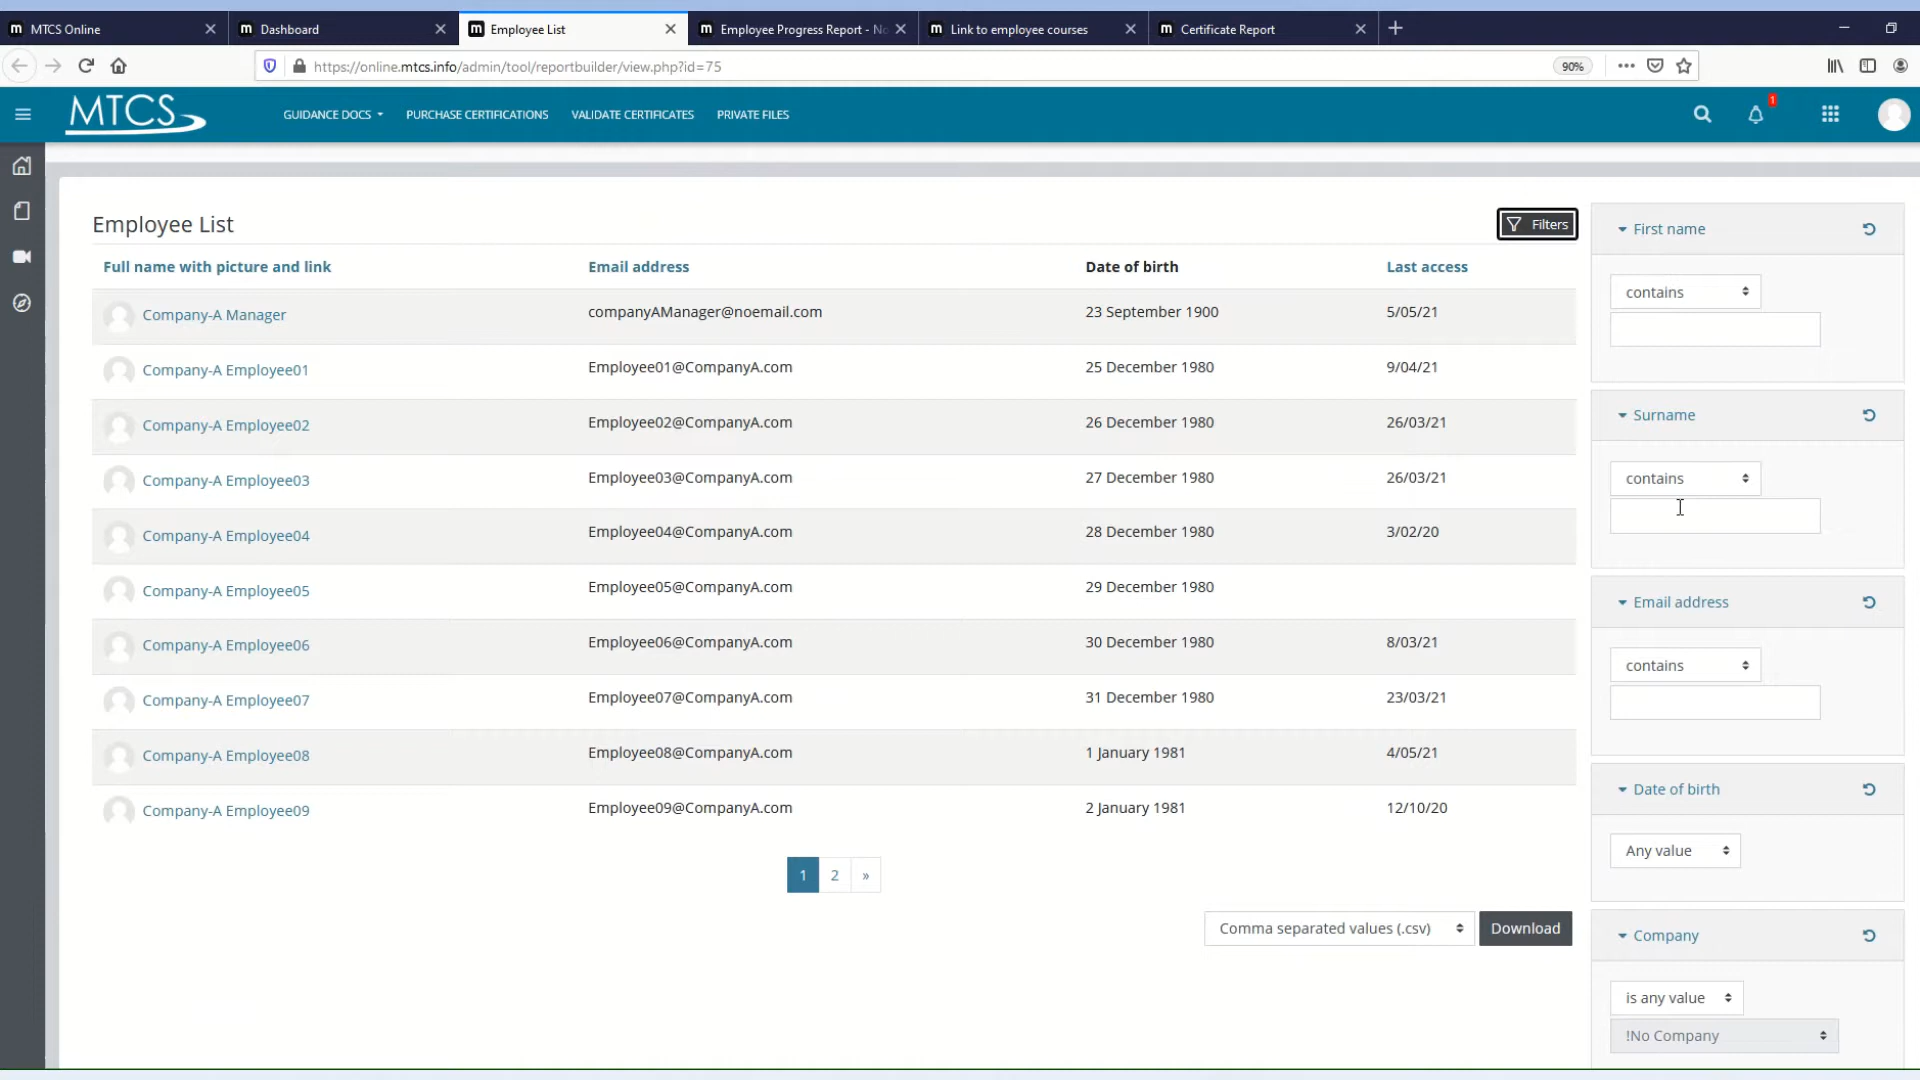 MTCS Online
Dashboard
Employee List
Employee Progress Report - No
Link to employee courses
Certificate Report
https://online.mtcs.info/admin/tool/reportbuilder/view.php?id=75
90%
MTCS
GUIDANCE DOCS
PURCHASE CERTIFICATIONS
VALIDATE CERTIFICATES
PRIVATE FILES
1
Employee List
Filters
Full name with picture and link Email address Date of birth Last access
Company-A Manager companyAManager@noemail.com 23 September 1900 5/05/21
Company-A Employee01 Employee01@CompanyA.com 25 December 1980 9/04/21
Company-A Employee02 Employee02@CompanyA.com 26 December 1980 26/03/21
Company-A Employee03 Employee03@CompanyA.com 27 December 1980 26/03/21
Company-A Employee04 Employee04@CompanyA.com 28 December 1980 3/02/20
Company-A Employee05 Employee05@CompanyA.com 29 December 1980
Company-A Employee06 Employee06@CompanyA.com 30 December 1980 8/03/21
Company-A Employee07 Employee07@CompanyA.com 31 December 1980 23/03/21
Company-A Employee08 Employee08@CompanyA.com 1 January 1981 4/05/21
Company-A Employee09 Employee09@CompanyA.com 2 January 1981 12/10/20
1 2 »
Comma separated values (.csv)
Download
First name
contains
Surname
contains
Email address
contains
Date of birth
Any value
Company
is any value
!No Company